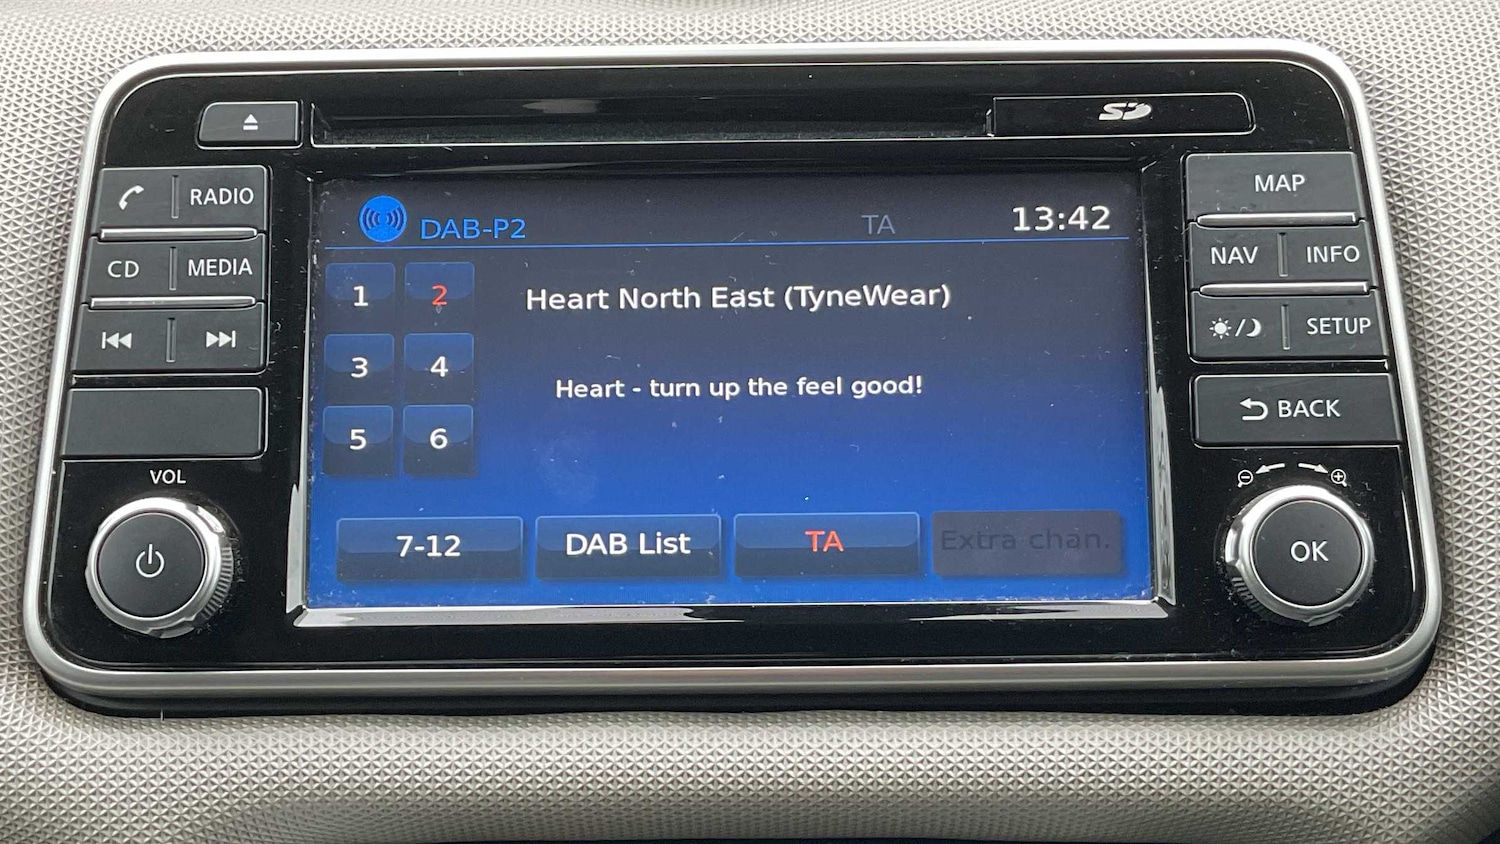 SD
RADIO
MAP
DAB-P2
TA
13:42
CD
MEDIA
NAV
INFO
1
2
Heart North East (TyneWear)
SETUP
3
4
Heart - turn up the feel good!
BACK
5
6
VOL
7-12
DAB List
TA
Extra chan.
OK